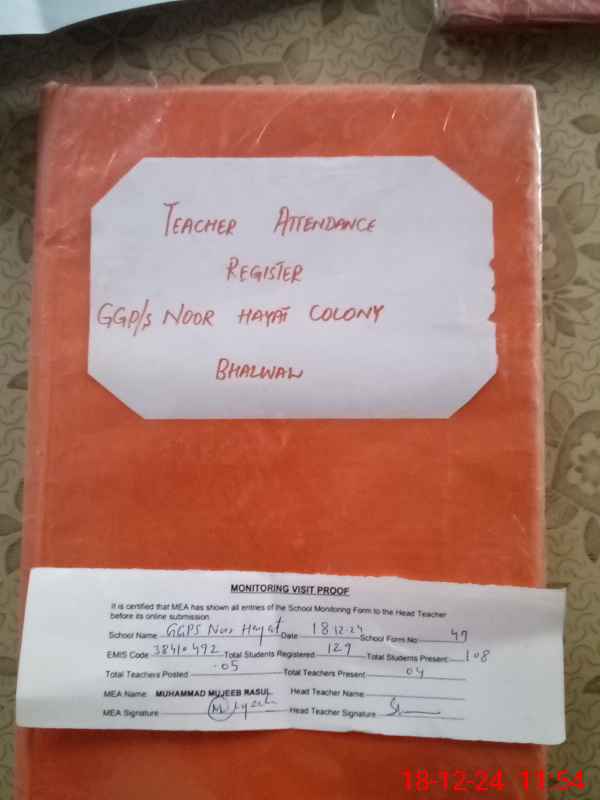 TEACHER ATTENDANCE
REGISTER
GGP/S NOOR HAYAT COLONY
BHALWAL
MONITORING VISIT PROOF
It is certified that MEA has shown all entries of the School Monitoring Form to the Head Teacher
before its online submission.
School Name GGPS Noor Hayat Date 18 12-24 School Form No 49
EMIS Code 38410492 Total Students Registered 129 Total Students Present 108
Total Teachers Posted 05 Total Teachers Present 04
MEA Name: MUHAMMAD MUJEEB RASUL Head Teacher Name
MEA Signature Head Teacher Signature
18-12-24 11:54